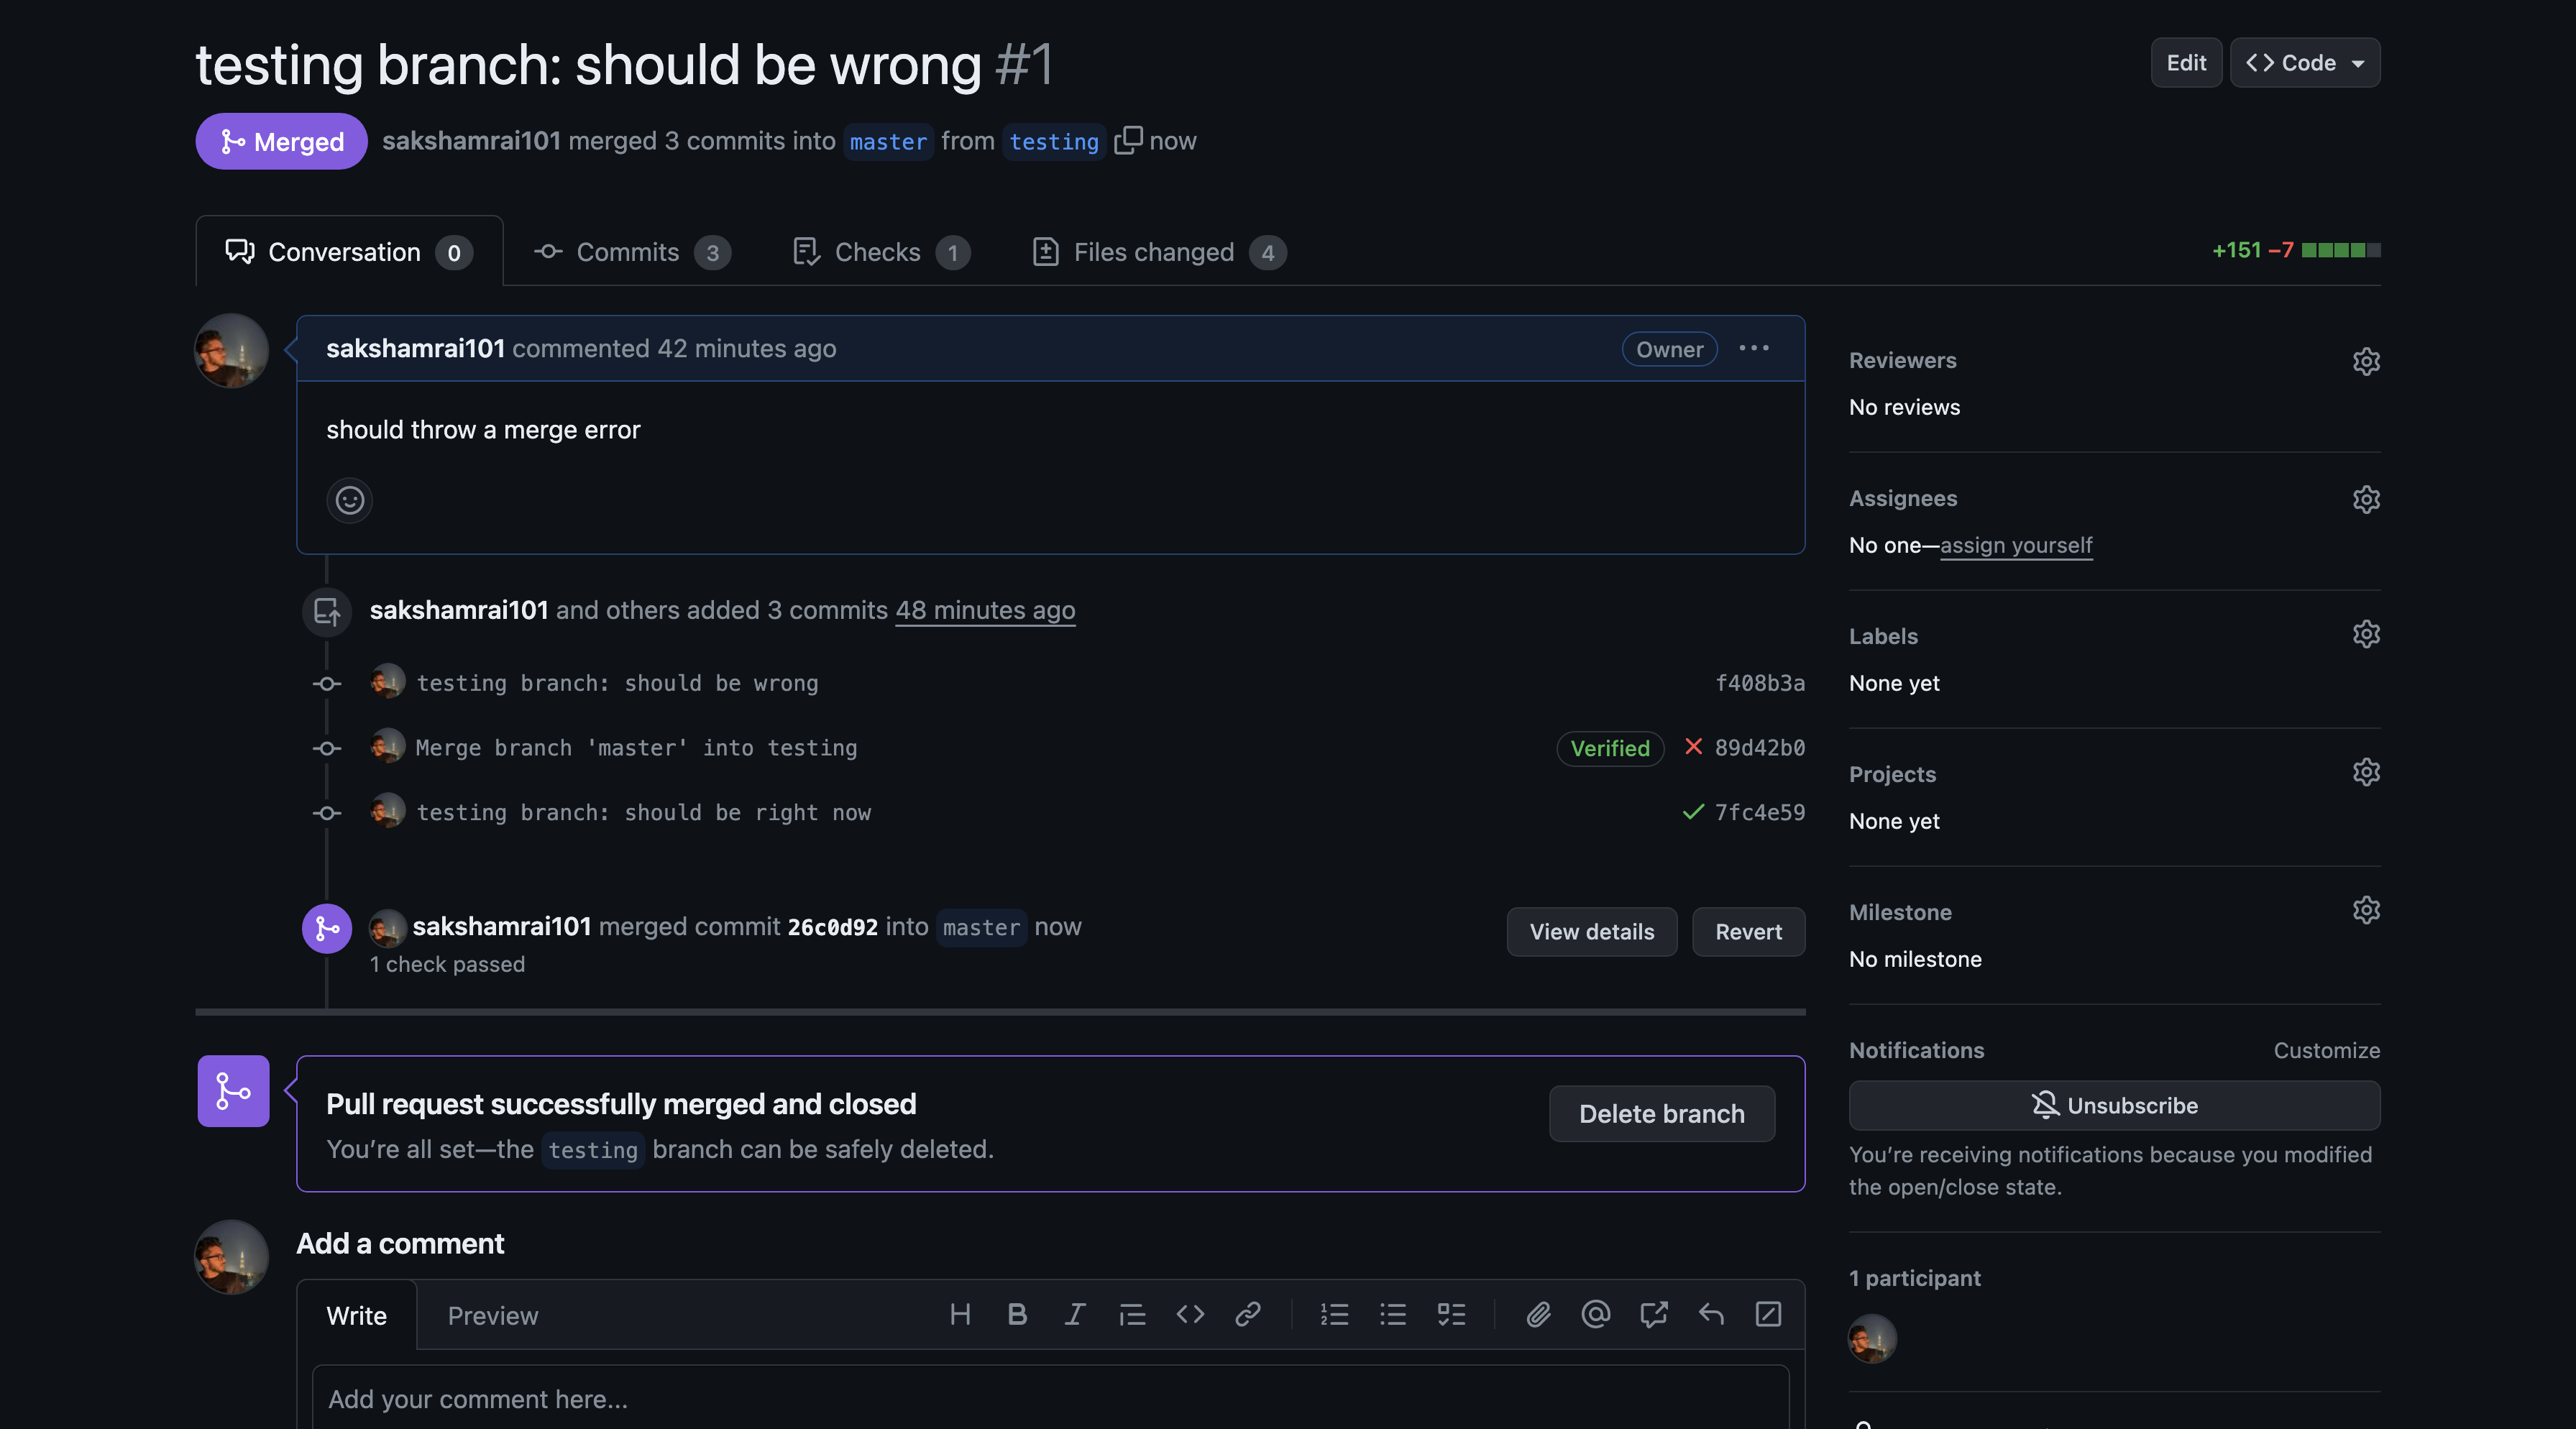 testing branch: should be wrong #1
Edit
Code
Merged
sakshamrai101 merged 3 commits into master from testing now
Conversation 0
Commits 3
Checks 1
Files changed 4
+151 −7
sakshamrai101 commented 42 minutes ago
Owner
should throw a merge error
sakshamrai101 and others added 3 commits 48 minutes ago
testing branch: should be wrong
f408b3a
Merge branch 'master' into testing
Verified
89d42b0
testing branch: should be right now
7fc4e59
sakshamrai101 merged commit 26c0d92 into master now
1 check passed
View details
Revert
Pull request successfully merged and closed
You’re all set—the testing branch can be safely deleted.
Delete branch
Add a comment
Write
Preview
Add your comment here...
Reviewers
No reviews
Assignees
No one—assign yourself
Labels
None yet
Projects
None yet
Milestone
No milestone
Notifications
Customize
Unsubscribe
You’re receiving notifications because you modified
the open/close state.
1 participant